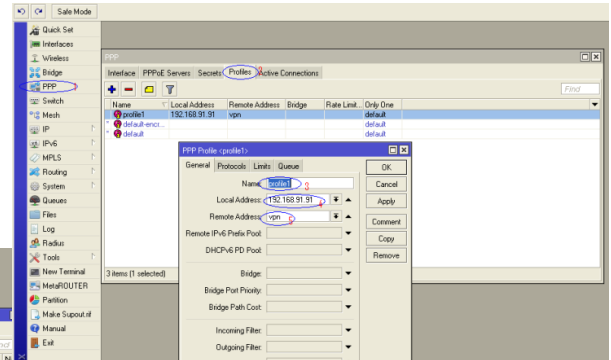 Safe Mode
Quick Set
Interfaces
Wireless
Bridge
PPP
Switch
Mesh
IP
IPv6
MPLS
Routing
System
Queues
Files
Log
Radius
Tools
New Terminal
MetaROUTER
Partition
Make Supout.rif
Manual
Exit
PPP
Interface PPPoE Servers Secrets Profiles Active Connections
Find
Name Local Address Remote Address Bridge Rate Limit... Only One
profile1 192.168.91.91 vpn default
* default-encr... default
* default default
3 items (1 selected)
PPP Profile <profile1>
General Protocols Limits Queue
Name: profile1
Local Address: 192.168.91.91
Remote Address: vpn
Remote IPv6 Prefix Pool:
DHCPv6 PD Pool:
Bridge:
Bridge Port Priority:
Bridge Path Cost:
Incoming Filter:
Outgoing Filter:
OK
Cancel
Apply
Comment
Copy
Remove